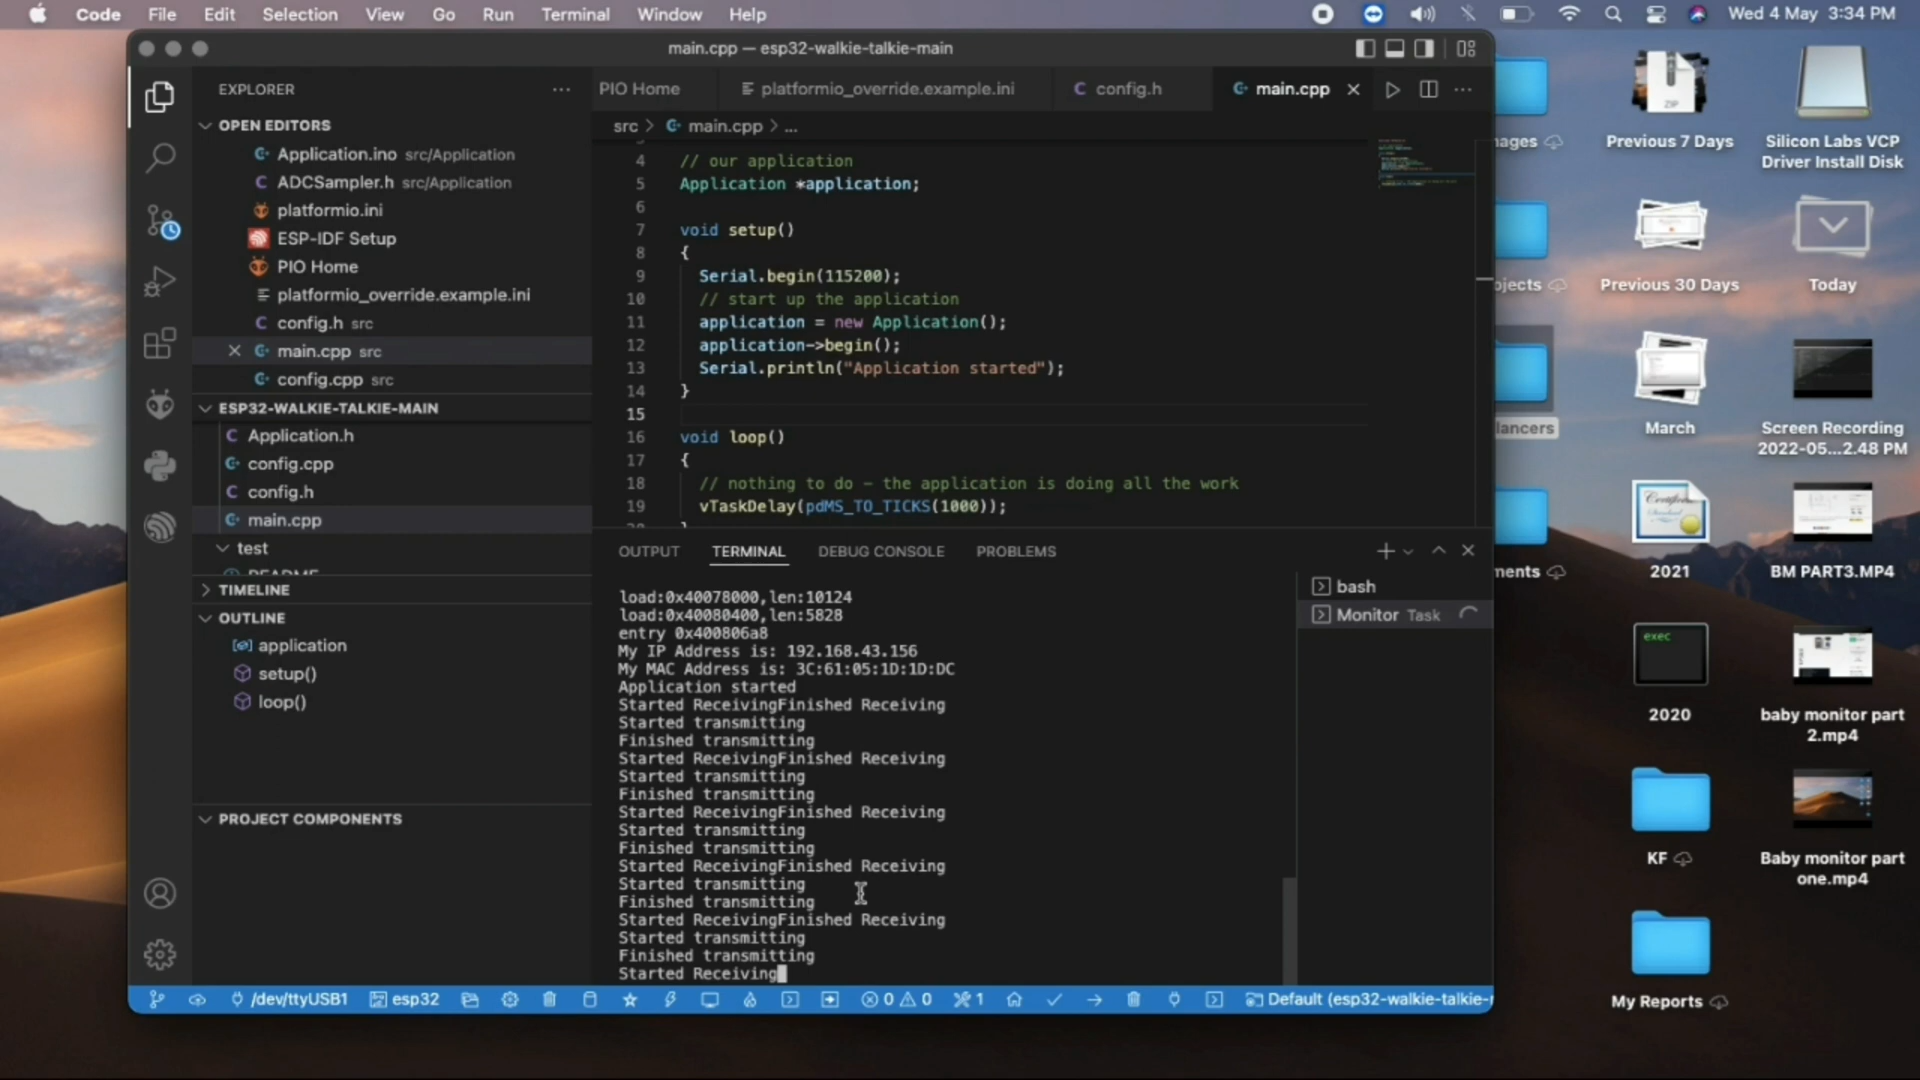 Code File Edit Selection View Go Run Terminal Window Help
Wed 4 May 3:34 PM
main.cpp — esp32-walkie-talkie-main
EXPLORER
OPEN EDITORS
Application.ino src/Application
ADCSampler.h src/Application
platformio.ini
ESP-IDF Setup
PIO Home
platformio_override.example.ini
config.h src
main.cpp src
config.cpp src
ESP32-WALKIE-TALKIE-MAIN
Application.h
config.cpp
config.h
main.cpp
test
TIMELINE
OUTLINE
application
setup()
loop()
PROJECT COMPONENTS
PIO Home platformio_override.example.ini config.h main.cpp
src > main.cpp > ...
4 // our application
5 Application *application;
6
7 void setup()
8 {
9 Serial.begin(115200);
10 // start up the application
11 application = new Application();
12 application->begin();
13 Serial.println("Application started");
14 }
15
16 void loop()
17 {
18 // nothing to do - the application is doing all the work
19 vTaskDelay(pdMS_TO_TICKS(1000));
OUTPUT TERMINAL DEBUG CONSOLE PROBLEMS
load:0x40078000,len:10124
load:0x40080400,len:5828
entry 0x400806a8
My IP Address is: 192.168.43.156
My MAC Address is: 3C:61:05:1D:1D:DC
Application started
Started ReceivingFinished Receiving
Started transmitting
Finished transmitting
Started ReceivingFinished Receiving
Started transmitting
Finished transmitting
Started ReceivingFinished Receiving
Started transmitting
Finished transmitting
Started ReceivingFinished Receiving
Started transmitting
Finished transmitting
Started ReceivingFinished Receiving
Started transmitting
Finished transmitting
Started Receiving
bash
Monitor Task
/dev/ttyUSB1 esp32 0 0 1 Default (esp32-walkie-talkie-
ZIP
Previous 7 Days
Silicon Labs VCP
Driver Install Disk
Previous 30 Days
Today
March
Screen Recording
2022-05...2.48 PM
2021
BM PART3.MP4
exec
2020
baby monitor part
2.mp4
KF
Baby monitor part
one.mp4
My Reports